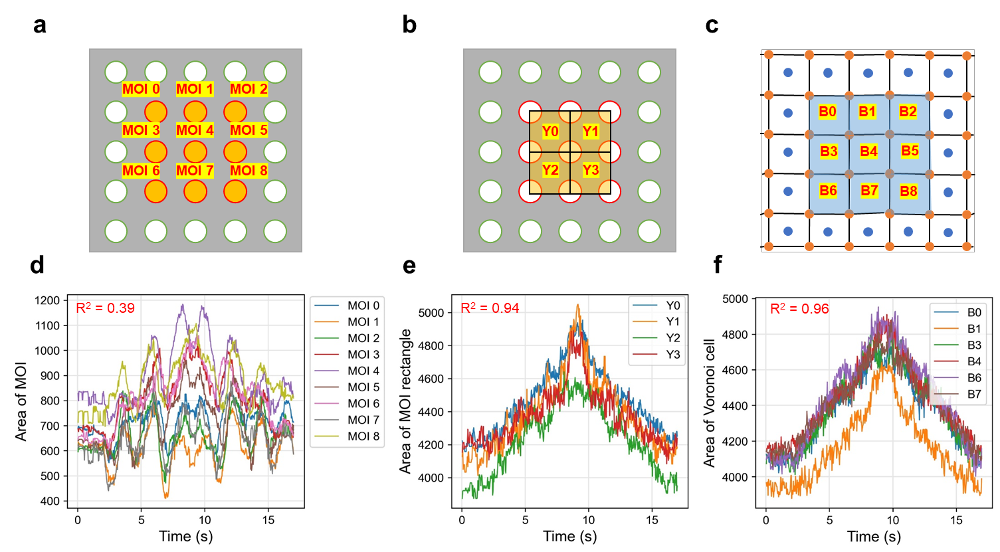 a
b
c
MOI 0 MOI 1 MOI 2
MOI 3 MOI 4 MOI 5
MOI 6 MOI 7 MOI 8
Y0 Y1
Y2 Y3
B0 B1 B2
B3 B4 B5
B6 B7 B8
d
e
f
Area of MOI
1200
1100
1000
900
800
700
600
500
400
R² = 0.39
0 5 10 15
Time (s)
MOI 0
MOI 1
MOI 2
MOI 3
MOI 4
MOI 5
MOI 6
MOI 7
MOI 8
Area of MOI rectangle
5000
4800
4600
4400
4200
4000
R² = 0.94
Y0
Y1
Y2
Y3
0 5 10 15
Time (s)
Area of Voronoi cell
5000
4800
4600
4400
4200
4000
R² = 0.96
B0
B1
B3
B4
B6
B7
0 5 10 15
Time (s)